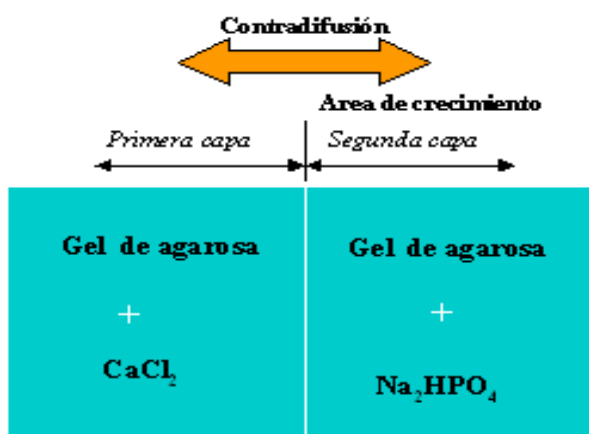 Contradifusión
Area de crecimiento
Primera capa
Segunda capa
Gel de agarosa
+
CaCl₂
Gel de agarosa
+
Na₂HPO₄